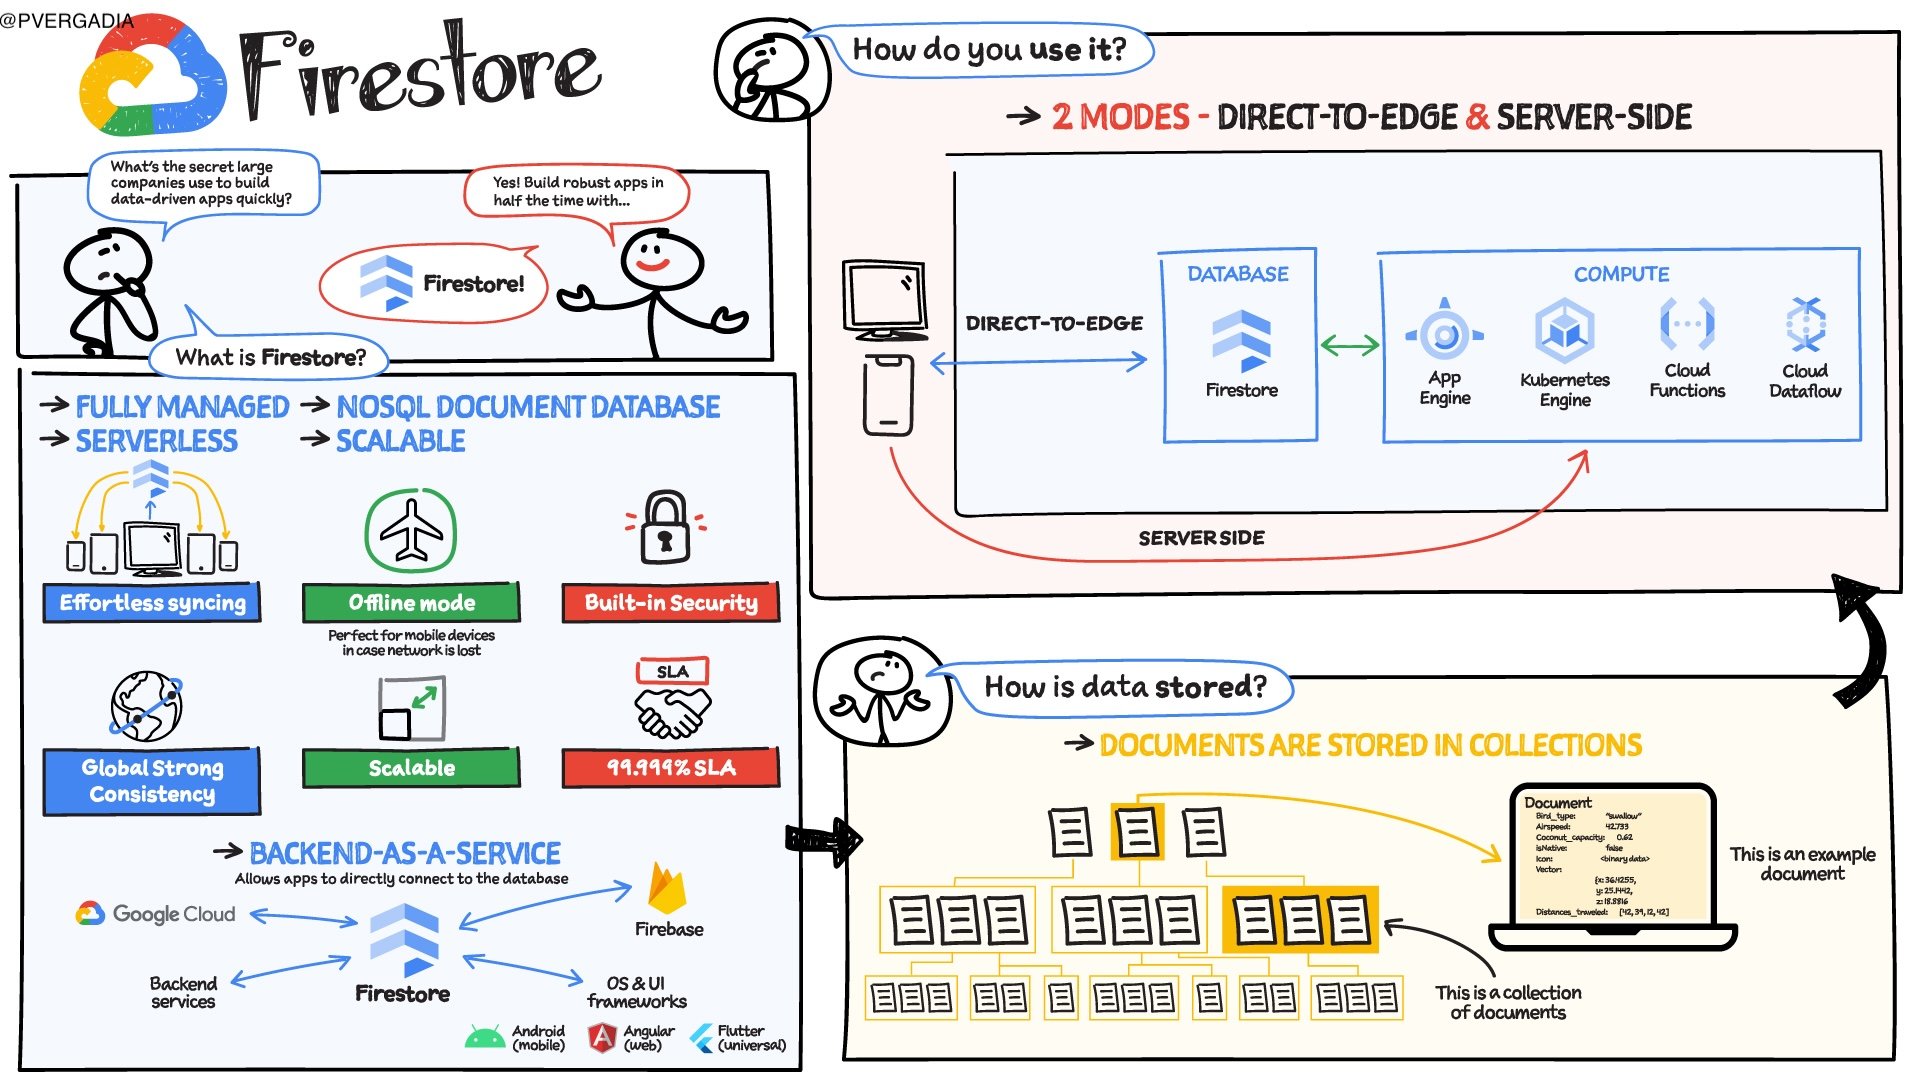 @PVERGADIA
Firestore
What's the secret large
companies use to build
data-driven apps quickly?
Yes! Build robust apps in
half the time with...
Firestore!
What is Firestore?
→ FULLY MANAGED → NOSQL DOCUMENT DATABASE
→ SERVERLESS → SCALABLE
Effortless syncing
Offline mode
Perfect for mobile devices
in case network is lost
Built-in Security
Global Strong
Consistency
Scalable
SLA
99.999% SLA
→ BACKEND-AS-A-SERVICE
Allows apps to directly connect to the database
Google Cloud
Firebase
Backend
services
Firestore
OS & UI
frameworks
Android
(mobile)
Angular
(web)
Flutter
(universal)
How do you use it?
→ 2 MODES - DIRECT-TO-EDGE & SERVER-SIDE
DIRECT-TO-EDGE
DATABASE
Firestore
COMPUTE
App
Engine
Kubernetes
Engine
Cloud
Functions
Cloud
Dataflow
SERVER SIDE
How is data stored?
→ DOCUMENTS ARE STORED IN COLLECTIONS
Document
Bird_type: "swallow"
Airspeed: 42.733
Coconut_capacity: 0.62
isNative: false
Icon: <binary data>
Vector:
{x: 36.4255,
y: 25.1442,
z: 18.8816
Distances_traveled: [42, 39, 12, 42]
This is an example
document
This is a collection
of documents